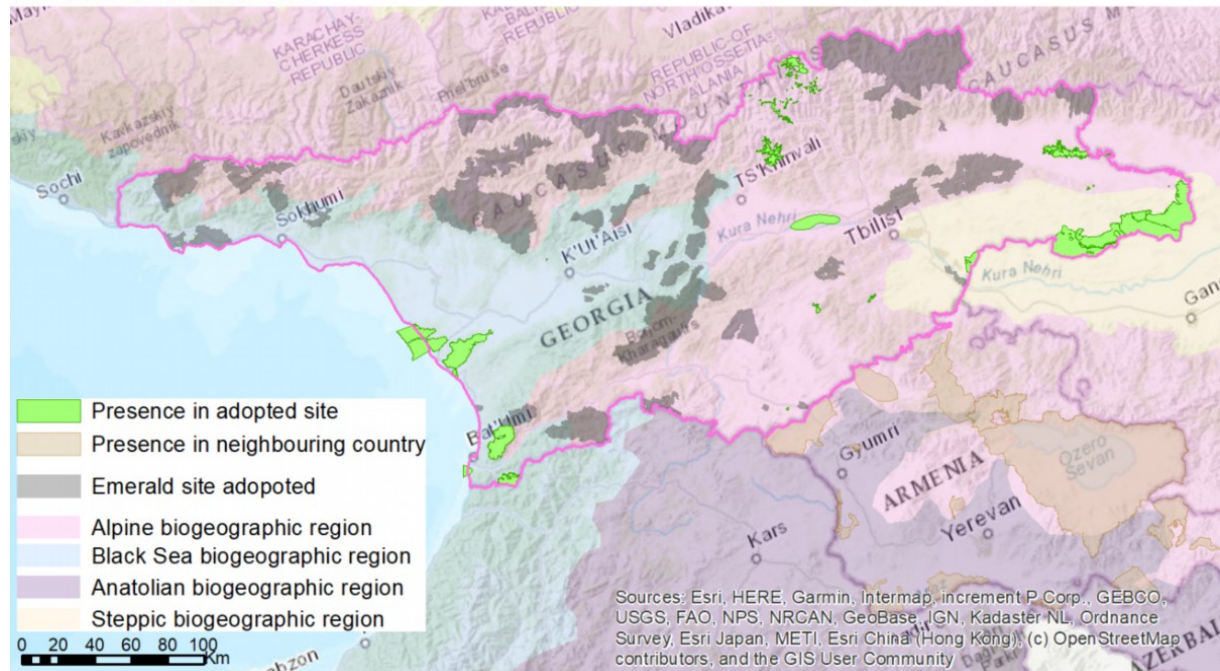 Vladika
KARACHAY-
CHERKESS
REPUBLIC
REPUBLIC OF
NORTH OSSETIA-
ALANIA
CAUCASUS MOUNTAINS
CAUCASUS M
Kavkazskiy
zapovednik
Sochi
Sokhumi
K'Ut'Aisi
Ts'Khinvali
Kura Nehri
Tbilisi
Kura Nehri
Gan
GEORGIA
Bat'Umi
Gyumri
Ozero
Sevan
ARMENIA
Yerevan
Kars
Presence in adopted site
Presence in neighbouring country
Emerald site adopoted
Alpine biogeographic region
Black Sea biogeographic region
Anatolian biogeographic region
Steppic biogeographic region
0 20 40 60 80 100
Km
bzon
ZERBAI
Sources: Esri, HERE, Garmin, Intermap, increment P Corp., GEBCO,
USGS, FAO, NPS, NRCAN, GeoBase, IGN, Kadaster NL, Ordnance
Survey, Esri Japan, METI, Esri China (Hong Kong), (c) OpenStreetMap
contributors, and the GIS User Community